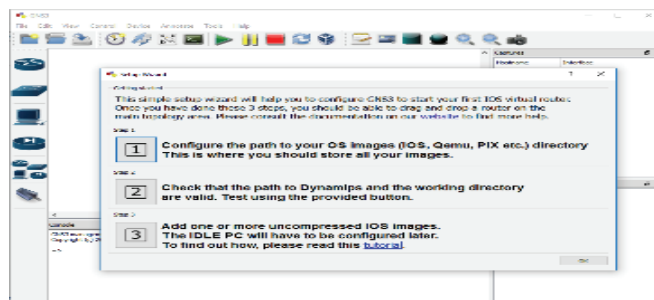 GNS3
File Edit View Control Device Annotate Tools Help
Captures
Hostname Interface
Setup Wizard ? ×
Getting started
This simple setup wizard will help you to configure GNS3 to start your first IOS virtual router.
Once you have done these 3 steps, you should be able to drag and drop a router on the
main topology area. Please consult the documentation on our website to find more help.
Step 1
1 Configure the path to your OS images (IOS, Qemu, PIX etc.) directory
This is where you should store all your images.
Step 2
2 Check that the path to Dynamips and the working directory
are valid. Test using the provided button.
Step 3
3 Add one or more uncompressed IOS images.
The IDLE PC will have to be configured later.
To find out how, please read this tutorial.
OK
Console